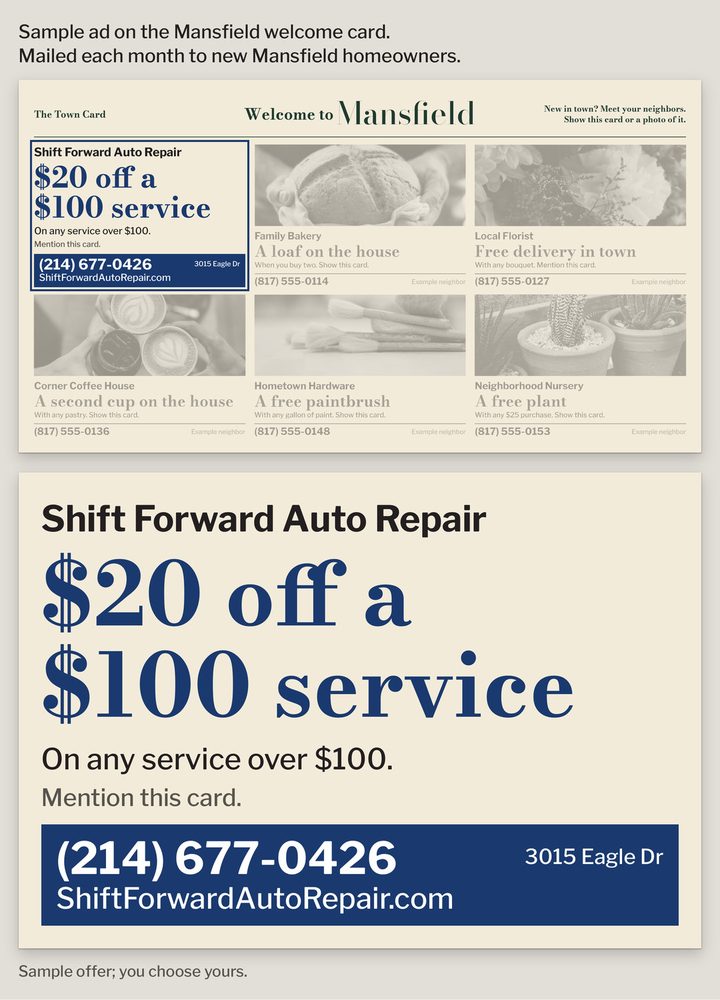 Sample ad on the Mansfield welcome card.
Mailed each month to new Mansfield homeowners.
The Town Card
Welcome to Mansfield
New in town? Meet your neighbors.
Show this card or a photo of it.
Shift Forward Auto Repair
$20 off a
$100 service
On any service over $100.
Mention this card.
(214) 677-0426
3015 Eagle Dr
ShiftForwardAutoRepair.com
Family Bakery
A loaf on the house
When you buy two. Show this card.
(817) 555-0114
Example neighbor
Local Florist
Free delivery in town
With any bouquet. Mention this card.
(817) 555-0127
Example neighbor
Corner Coffee House
A second cup on the house
With any pastry. Show this card.
(817) 555-0136
Example neighbor
Hometown Hardware
A free paintbrush
With any gallon of paint. Show this card.
(817) 555-0148
Example neighbor
Neighborhood Nursery
A free plant
With any $25 purchase. Show this card.
(817) 555-0153
Example neighbor
Shift Forward Auto Repair
$20 off a
$100 service
On any service over $100.
Mention this card.
(214) 677-0426
3015 Eagle Dr
ShiftForwardAutoRepair.com
Sample offer; you choose yours.